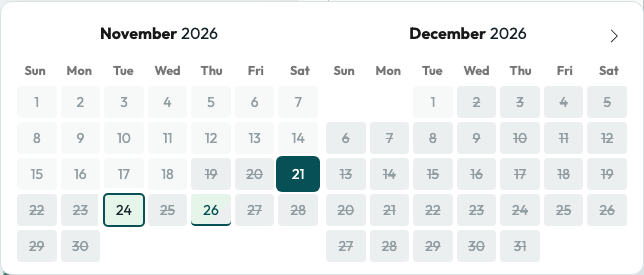 November 2026
Sun Mon Tue Wed Thu Fri Sat
1 2 3 4 5 6 7
8 9 10 11 12 13 14
15 16 17 18 19 20 21
22 23 24 25 26 27 28
29 30
December 2026
Sun Mon Tue Wed Thu Fri Sat
1 2 3 4 5
6 7 8 9 10 11 12
13 14 15 16 17 18 19
20 21 22 23 24 25 26
27 28 29 30 31